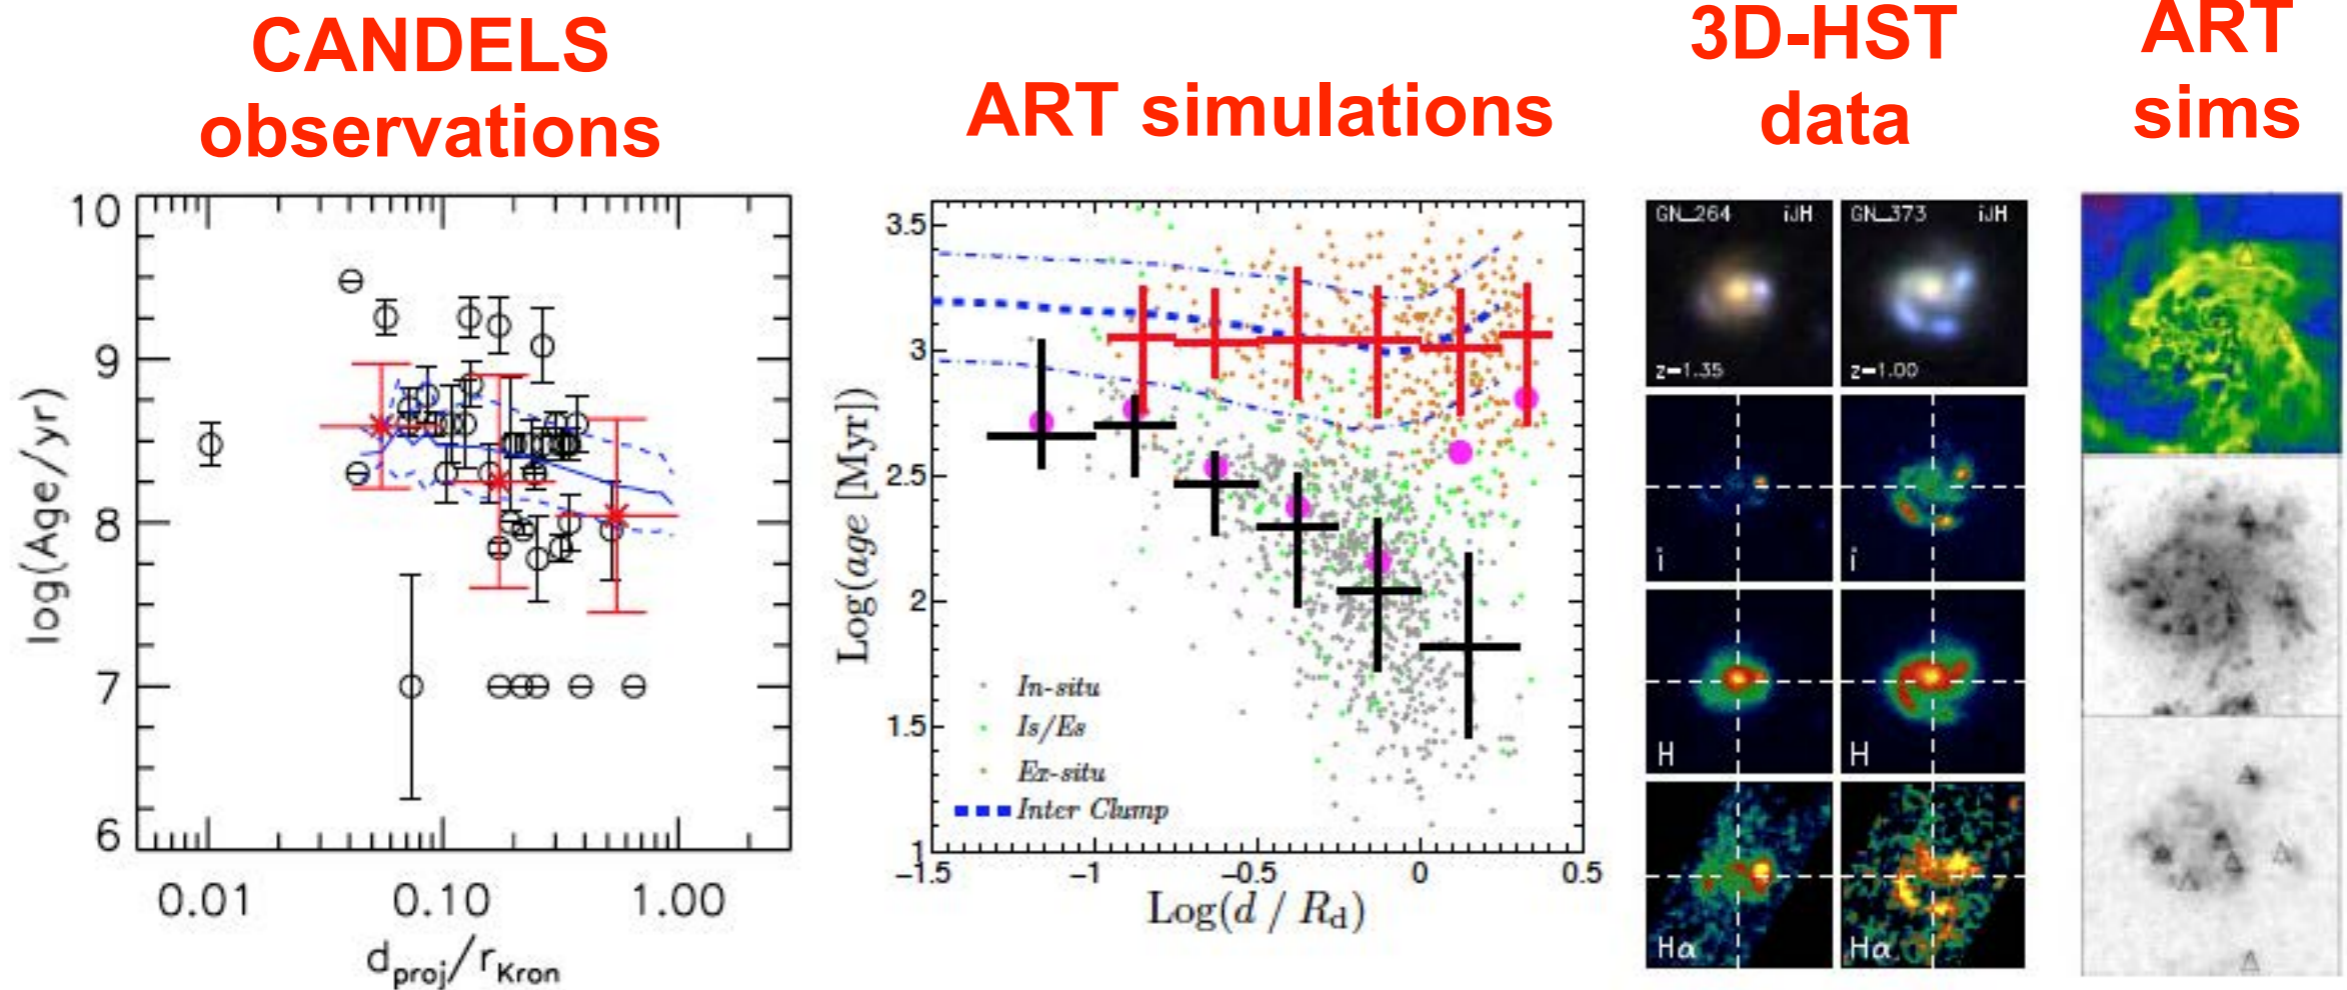 CANDELS
observations
ART simulations
3D-HST
data
ART
sims
10
9
8
7
6
log(Age/yr)
0.01 0.10 1.00
d_proj/r_Kron
3.5
3
2.5
2
1.5
1
Log(age [Myr])
In-situ
Is/Es
Ex-situ
Inter Clump
−1.5 −1 −0.5 0 0.5
Log(d / R_d)
GN_264 iJH
z=1.35
GN_373 iJH
z=1.00
i
i
H
H
Hα
Hα